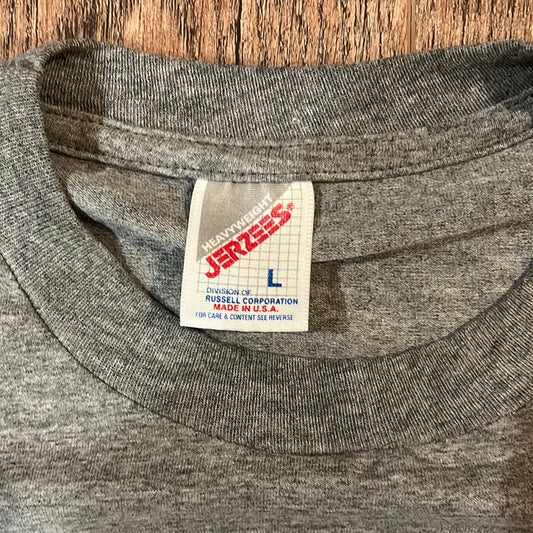 HEAVYWEIGHT
JERZEES®
L
DIVISION OF
RUSSELL CORPORATION
MADE IN U.S.A.
FOR CARE & CONTENT SEE REVERSE